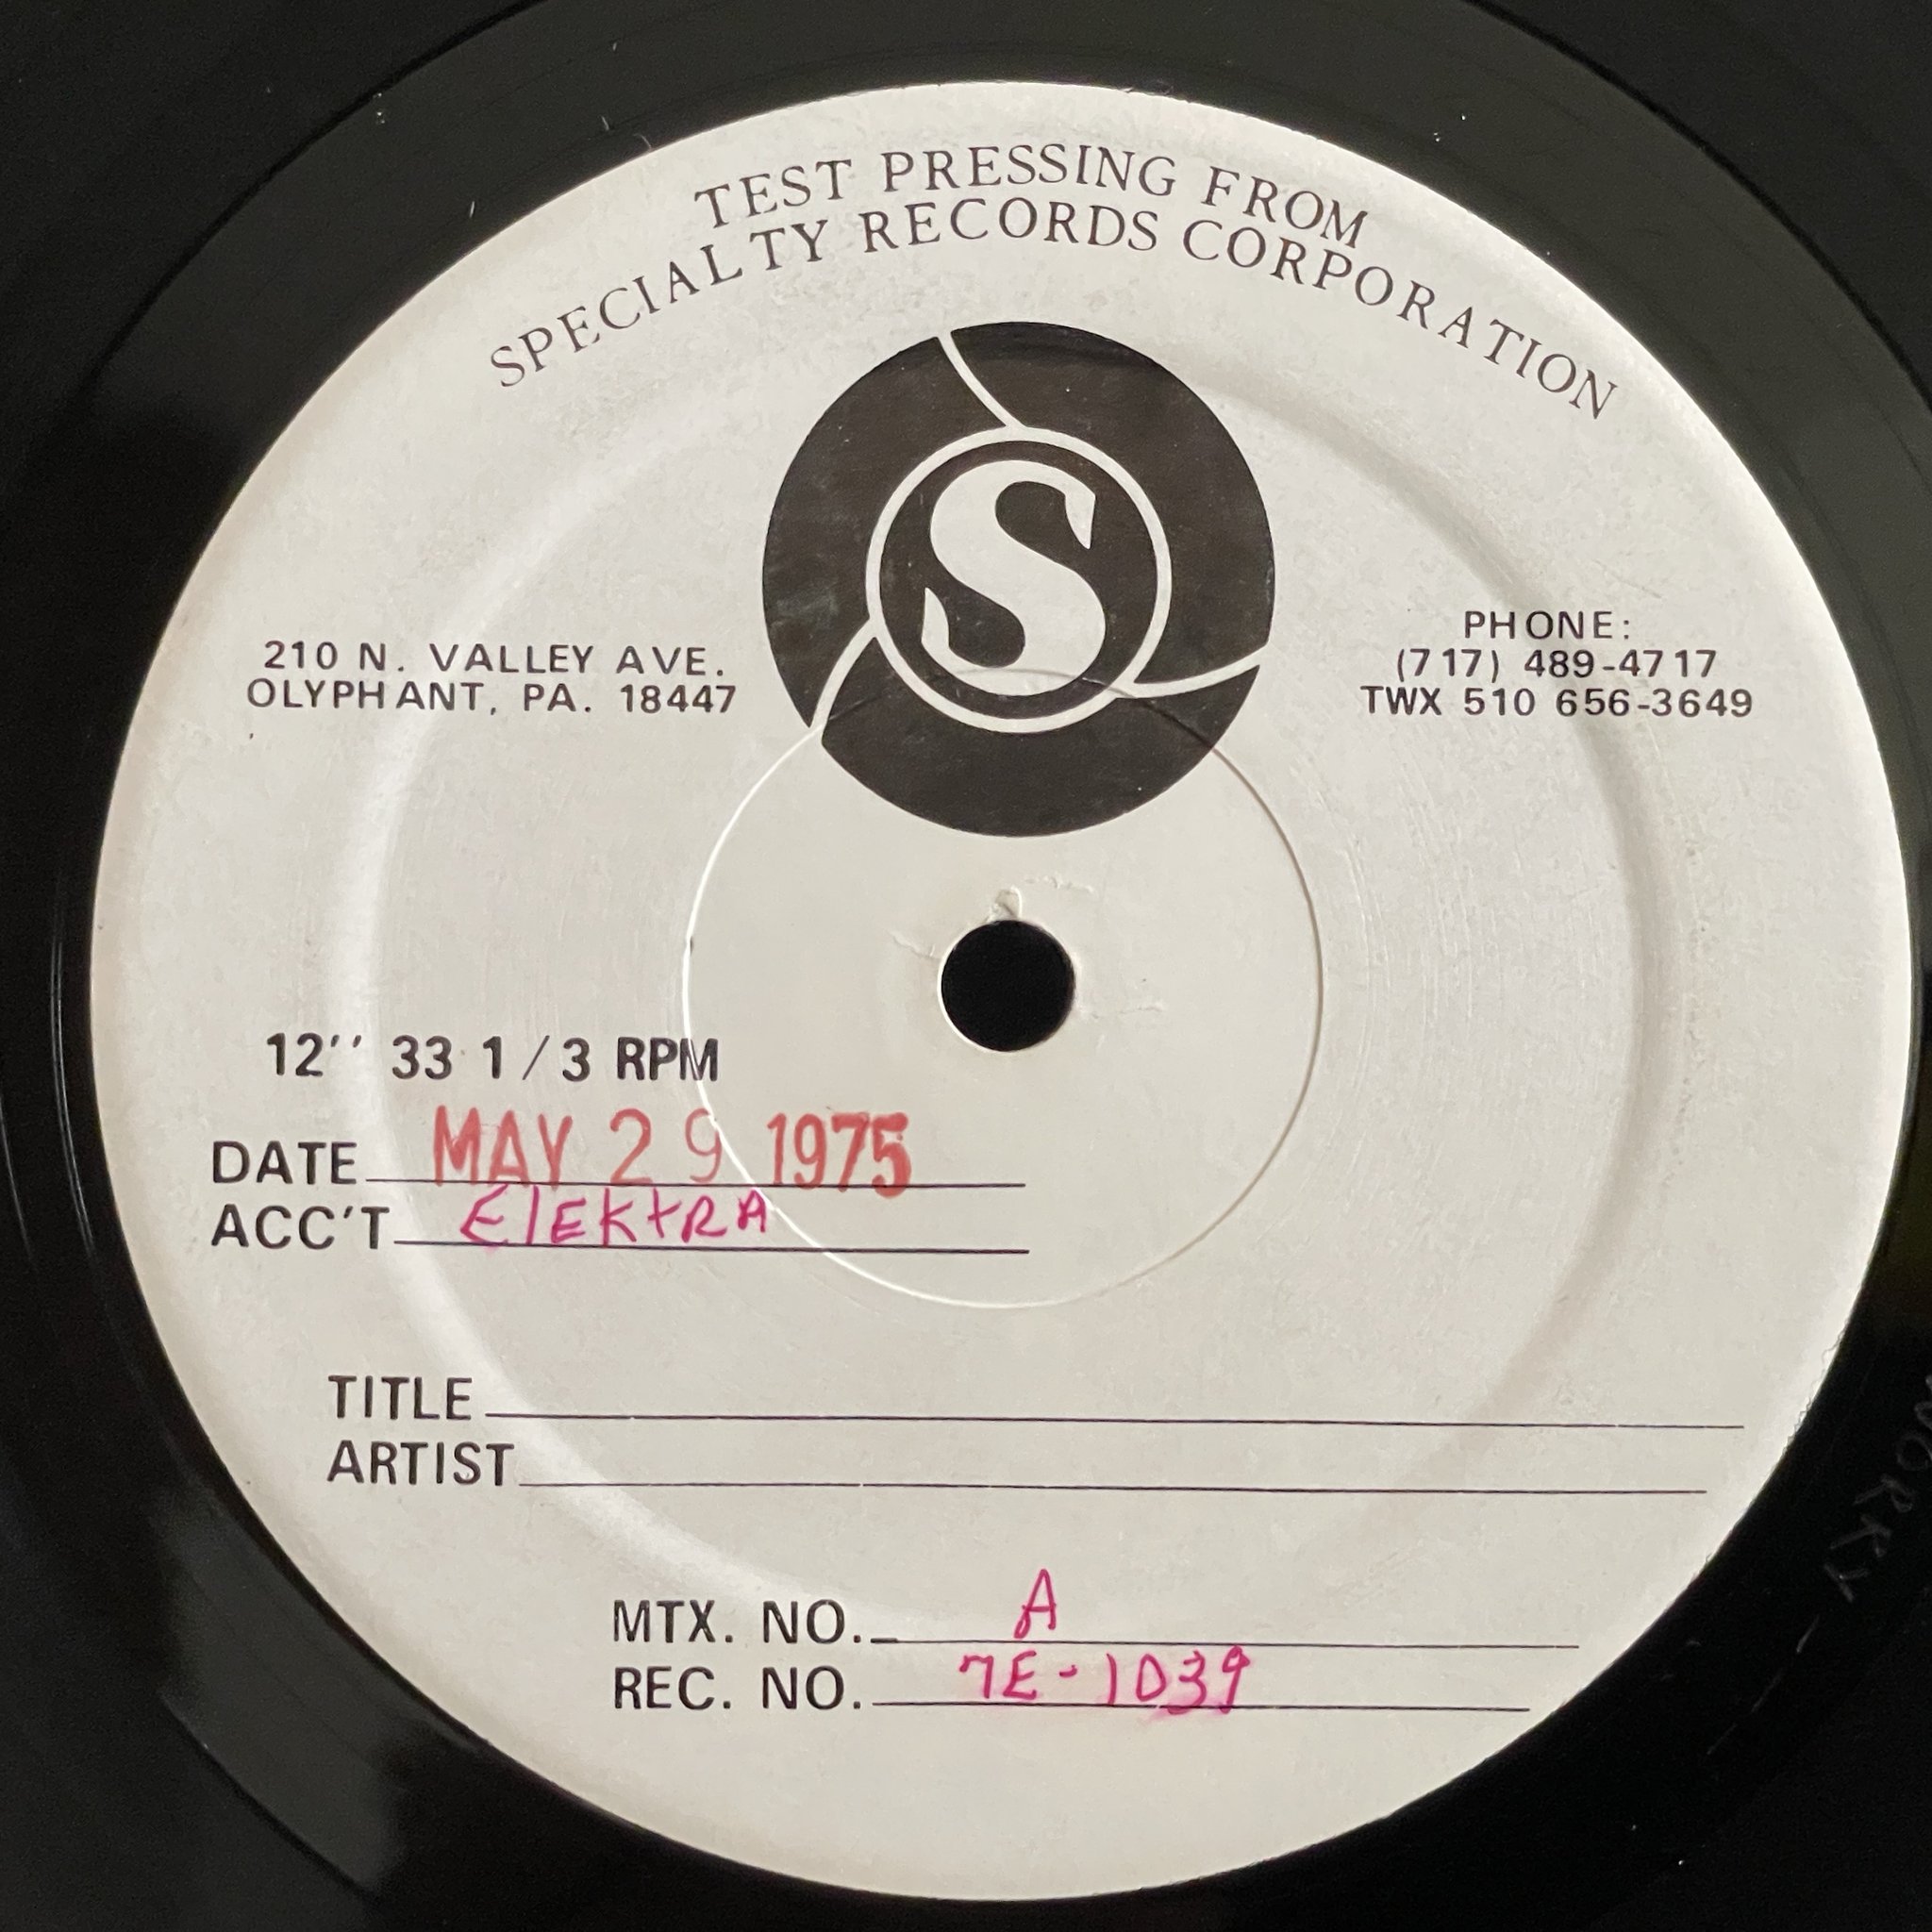 TEST PRESSING FROM
SPECIALTY RECORDS CORPORATION
S
210 N. VALLEY AVE.
OLYPHANT, PA. 18447
PHONE:
(717) 489-4717
TWX 510 656-3649
12'' 33 1/3 RPM
DATE MAY 29 1975
ACC'T ElEKtRA
TITLE
ARTIST
MTX. NO. A
REC. NO. 7E-1039